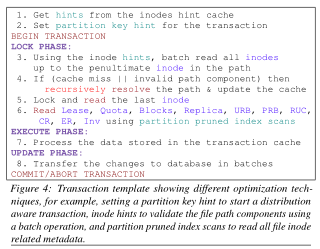 1. Get hints from the inodes hint cache
2. Set partition key hint for the transaction
BEGIN TRANSACTION
LOCK PHASE:
3. Using the inode hints, batch read all inodes
up to the penultimate inode in the path
4. If (cache miss || invalid path component) then
recursively resolve the path & update the cache
5. Lock and read the last inode
6. Read Lease, Quota, Blocks, Replica, URB, PRB, RUC,
CR, ER, Inv using partition pruned index scans
EXECUTE PHASE:
7. Process the data stored in the transaction cache
UPDATE PHASE:
8. Transfer the changes to database in batches
COMMIT/ABORT TRANSACTION
Figure 4: Transaction template showing different optimization tech-
niques, for example, setting a partition key hint to start a distribution
aware transaction, inode hints to validate the file path components using
a batch operation, and partition pruned index scans to read all file inode
related metadata.